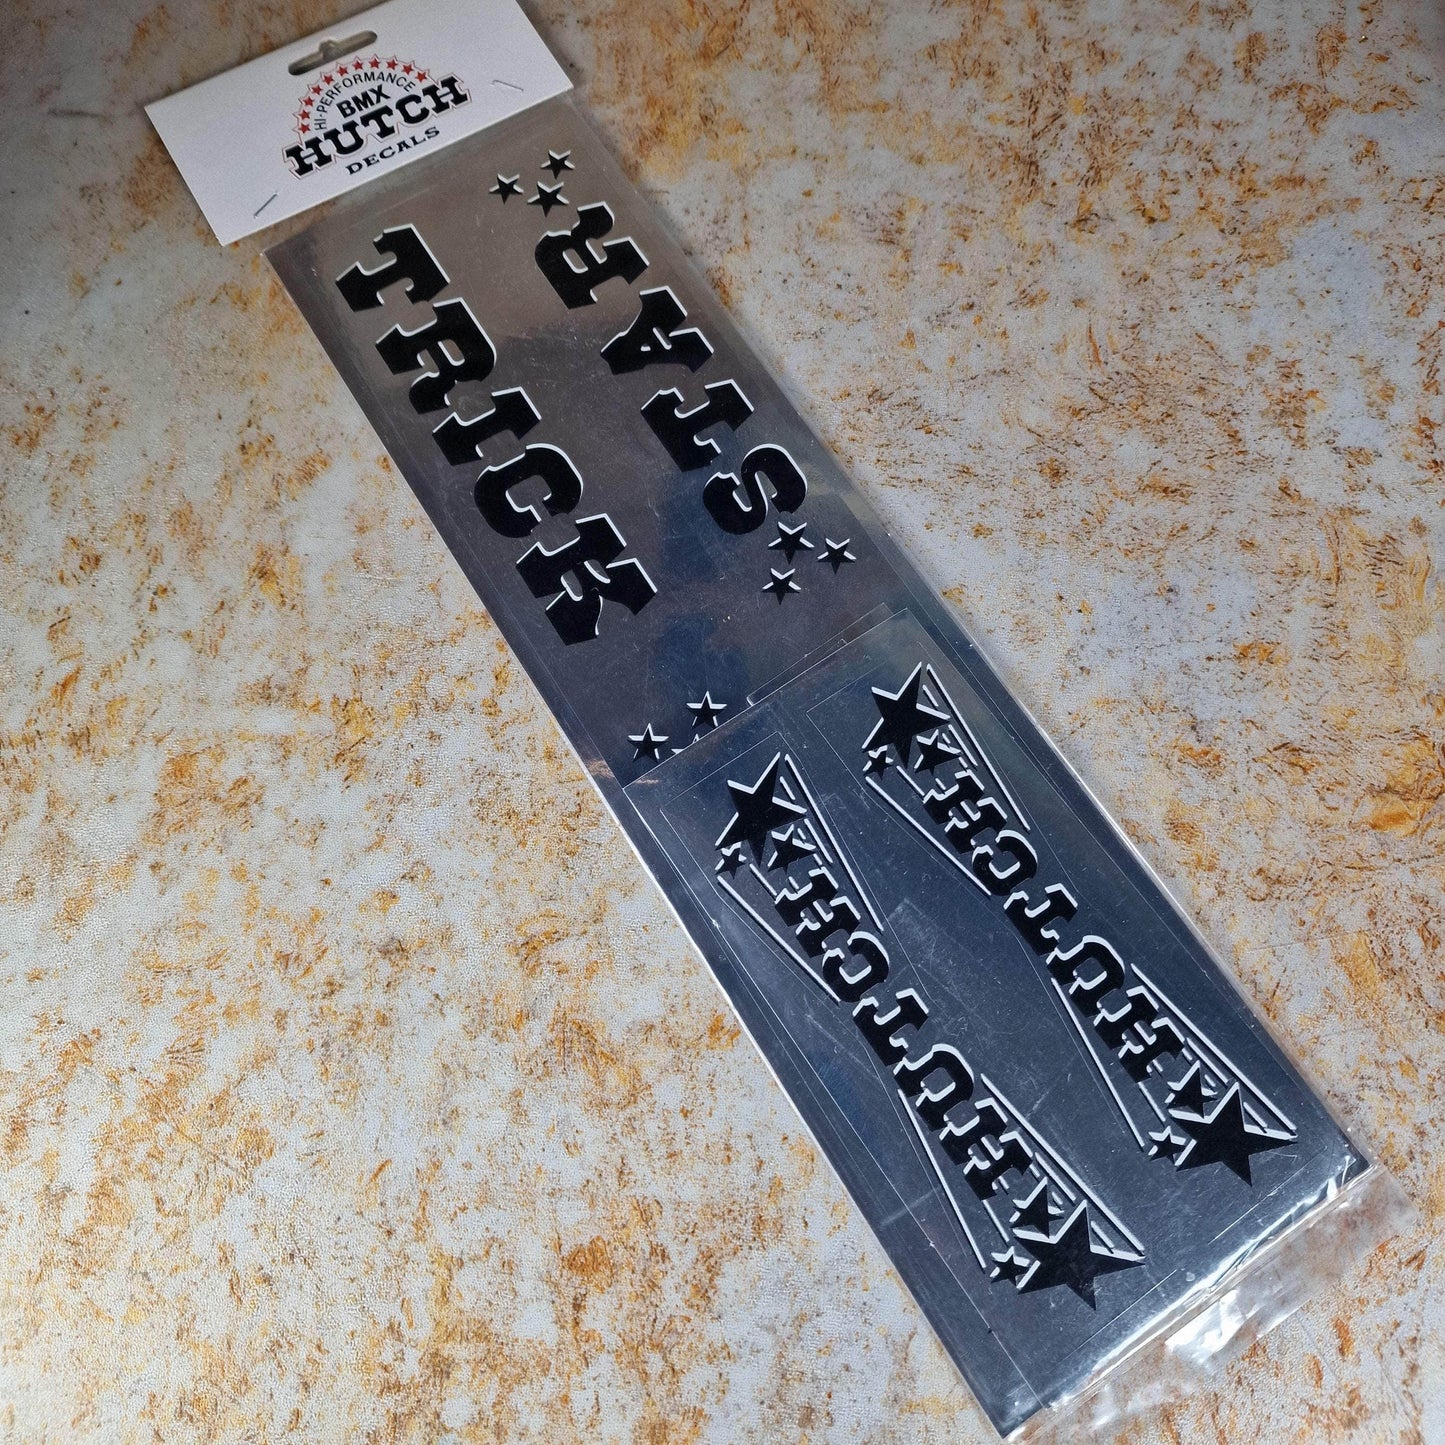 HI-PERFORMANCE
BMX
HUTCH
DECALS
TRICK
STAR
HUTCH
HUTCH